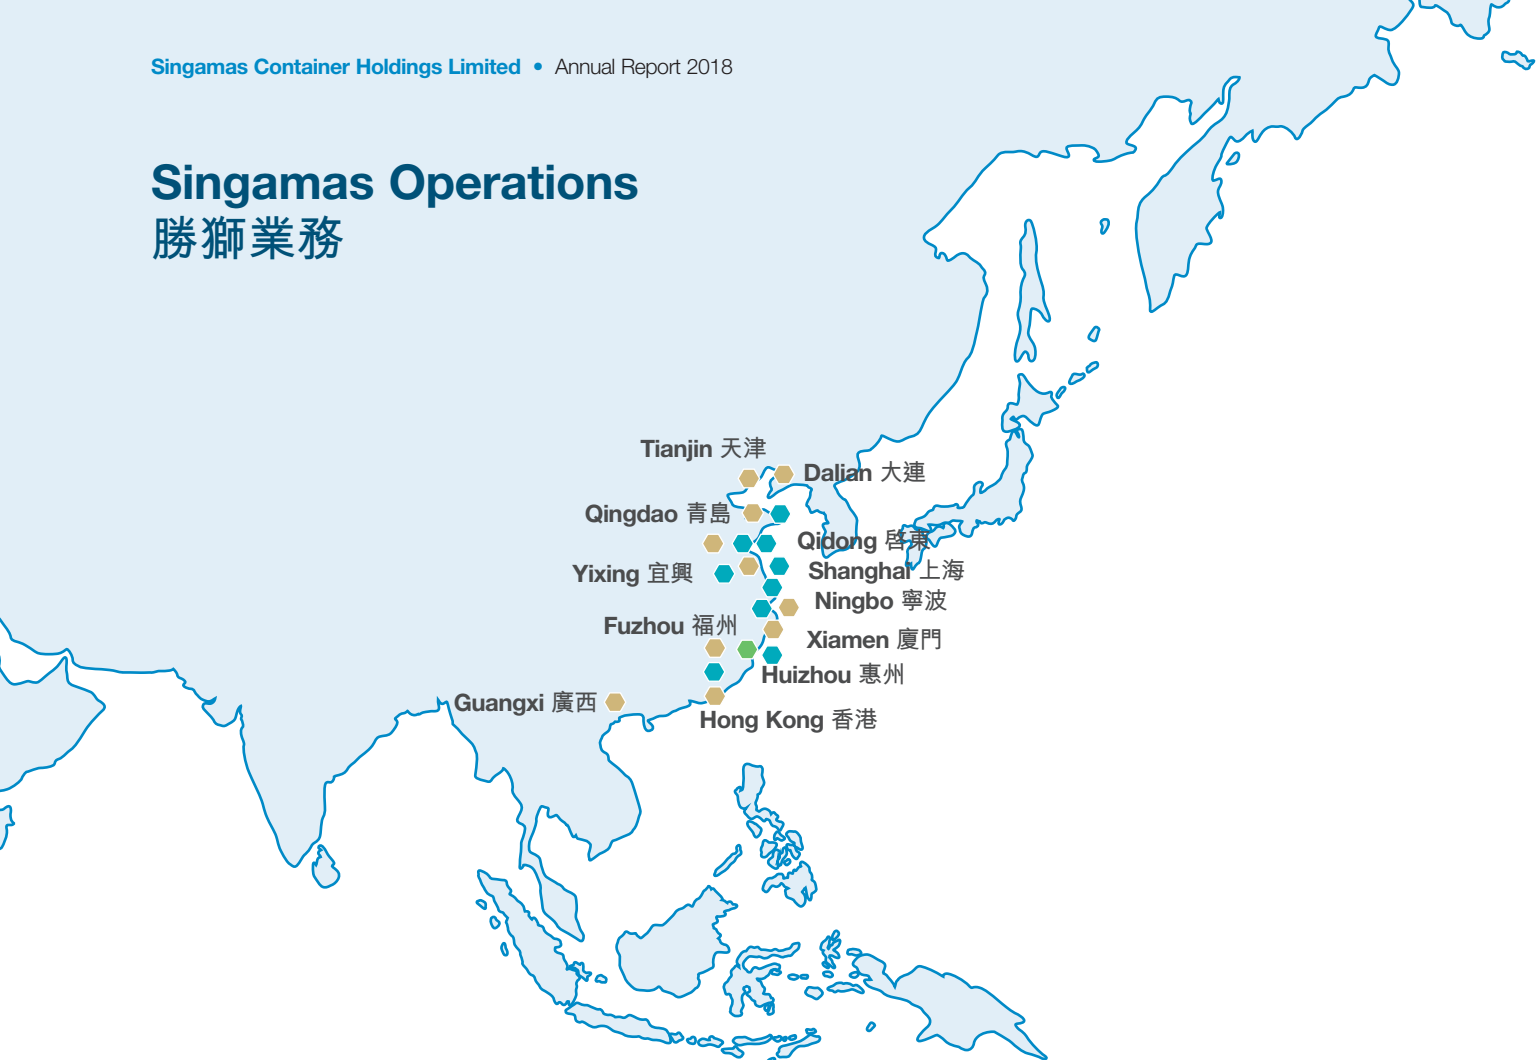 Singamas Container Holdings Limited • Annual Report 2018
Singamas Operations
勝獅業務
Tianjin 天津
Dalian 大連
Qingdao 青島
Qidong 啓東
Yixing 宜興
Shanghai 上海
Ningbo 寧波
Fuzhou 福州
Xiamen 廈門
Huizhou 惠州
Guangxi 廣西
Hong Kong 香港